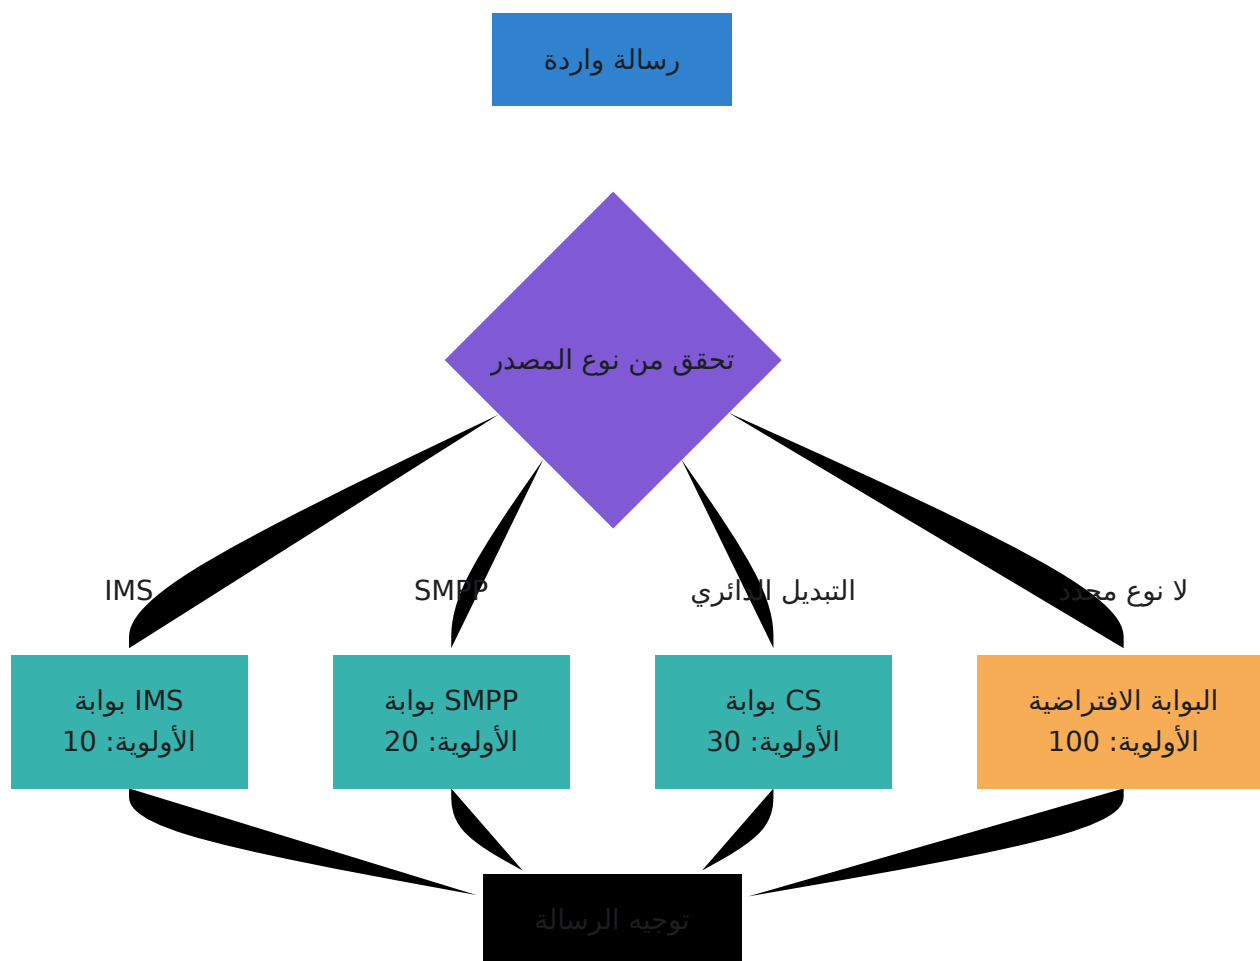 رسالة واردة
تحقق من نوع المصدر
IMS
SMPP
التبديل الدائري
لا نوع محدد
بوابة IMS
الأولوية: 10
بوابة SMPP
الأولوية: 20
بوابة CS
الأولوية: 30
البوابة الافتراضية
الأولوية: 100
توجيه الرسالة